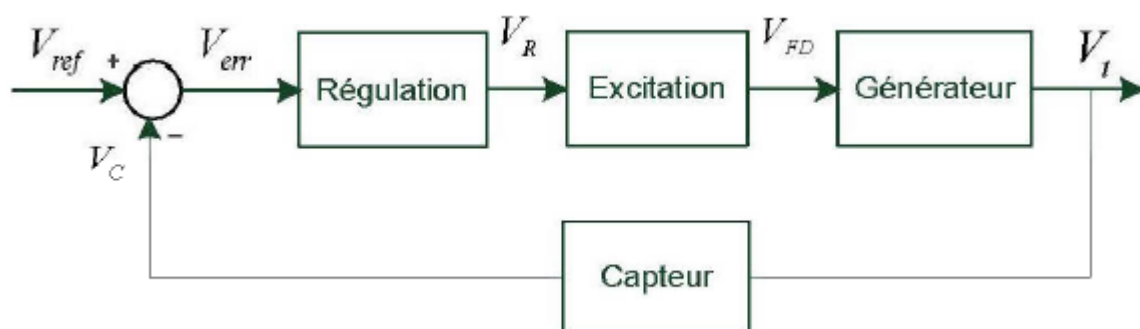 V_ref + V_err Régulation V_R Excitation V_FD Générateur V_t
V_C −
Capteur